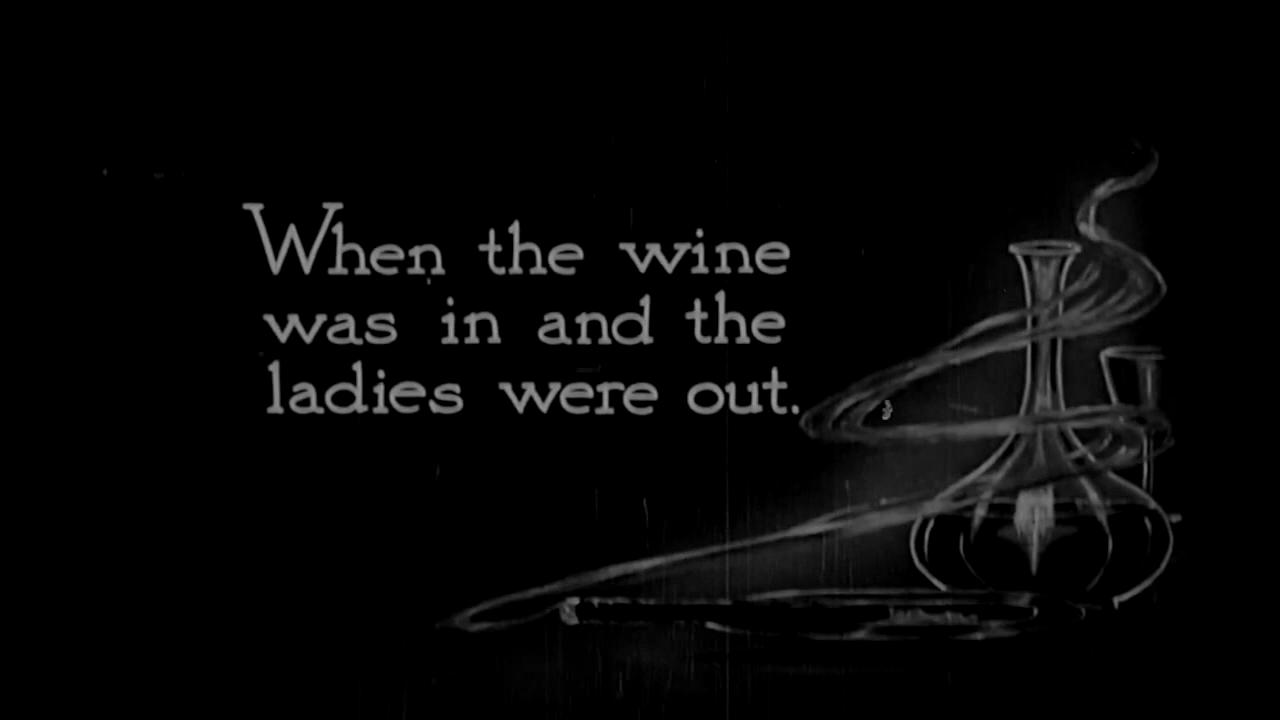 When the wine
was in and the
ladies were out.